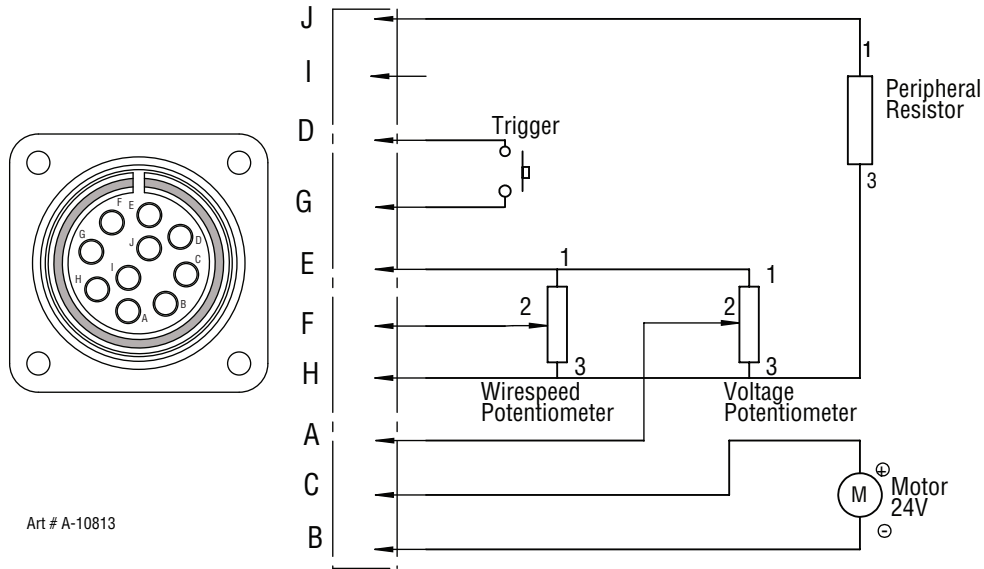 J
1
I
Peripheral
Resistor
D
Trigger
3
G
F E
G
J
D
I
C
H
B
A
E
1
1
F
2
2
H
3
3
Wirespeed
Potentiometer
Voltage
Potentiometer
A
C
M
+
Motor
24V
-
Art # A-10813
B